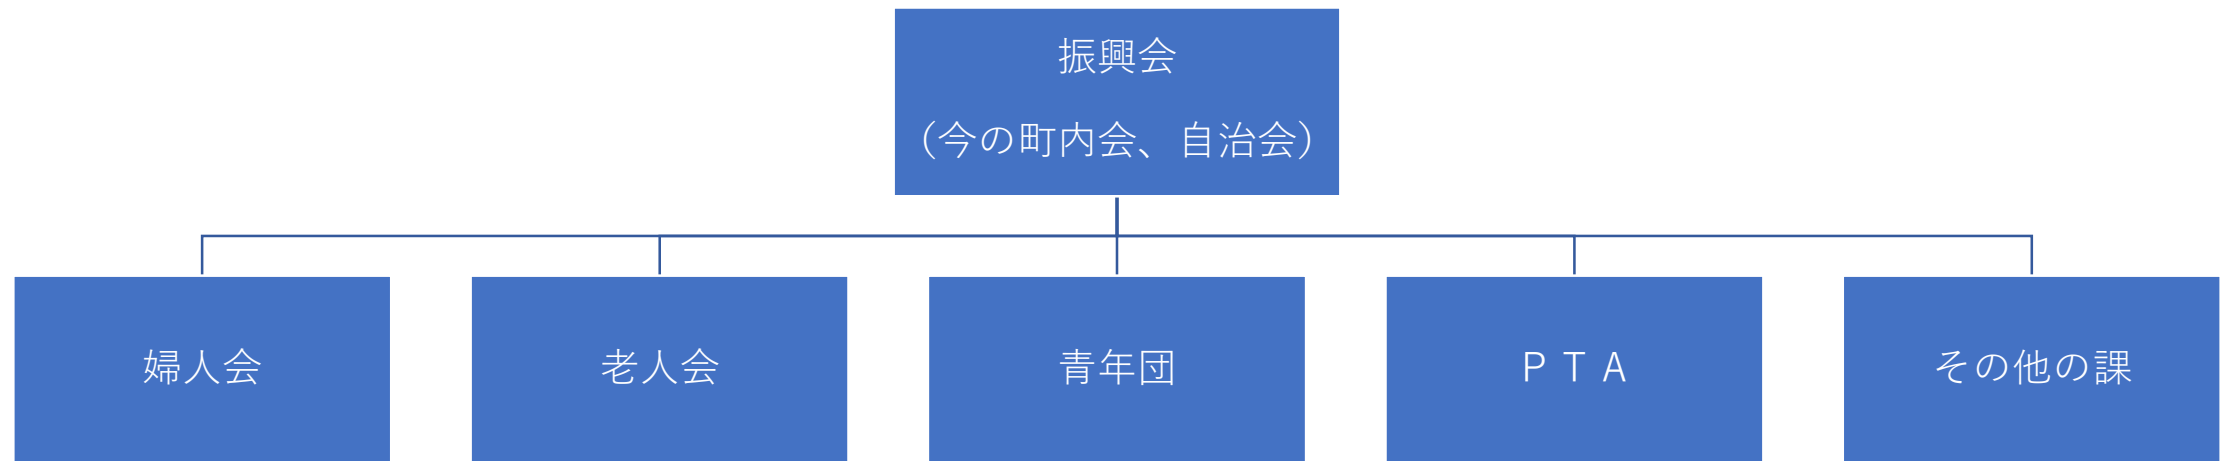 振興会
（今の町内会、自治会）
婦人会
老人会
青年団
ＰＴＡ
その他の課